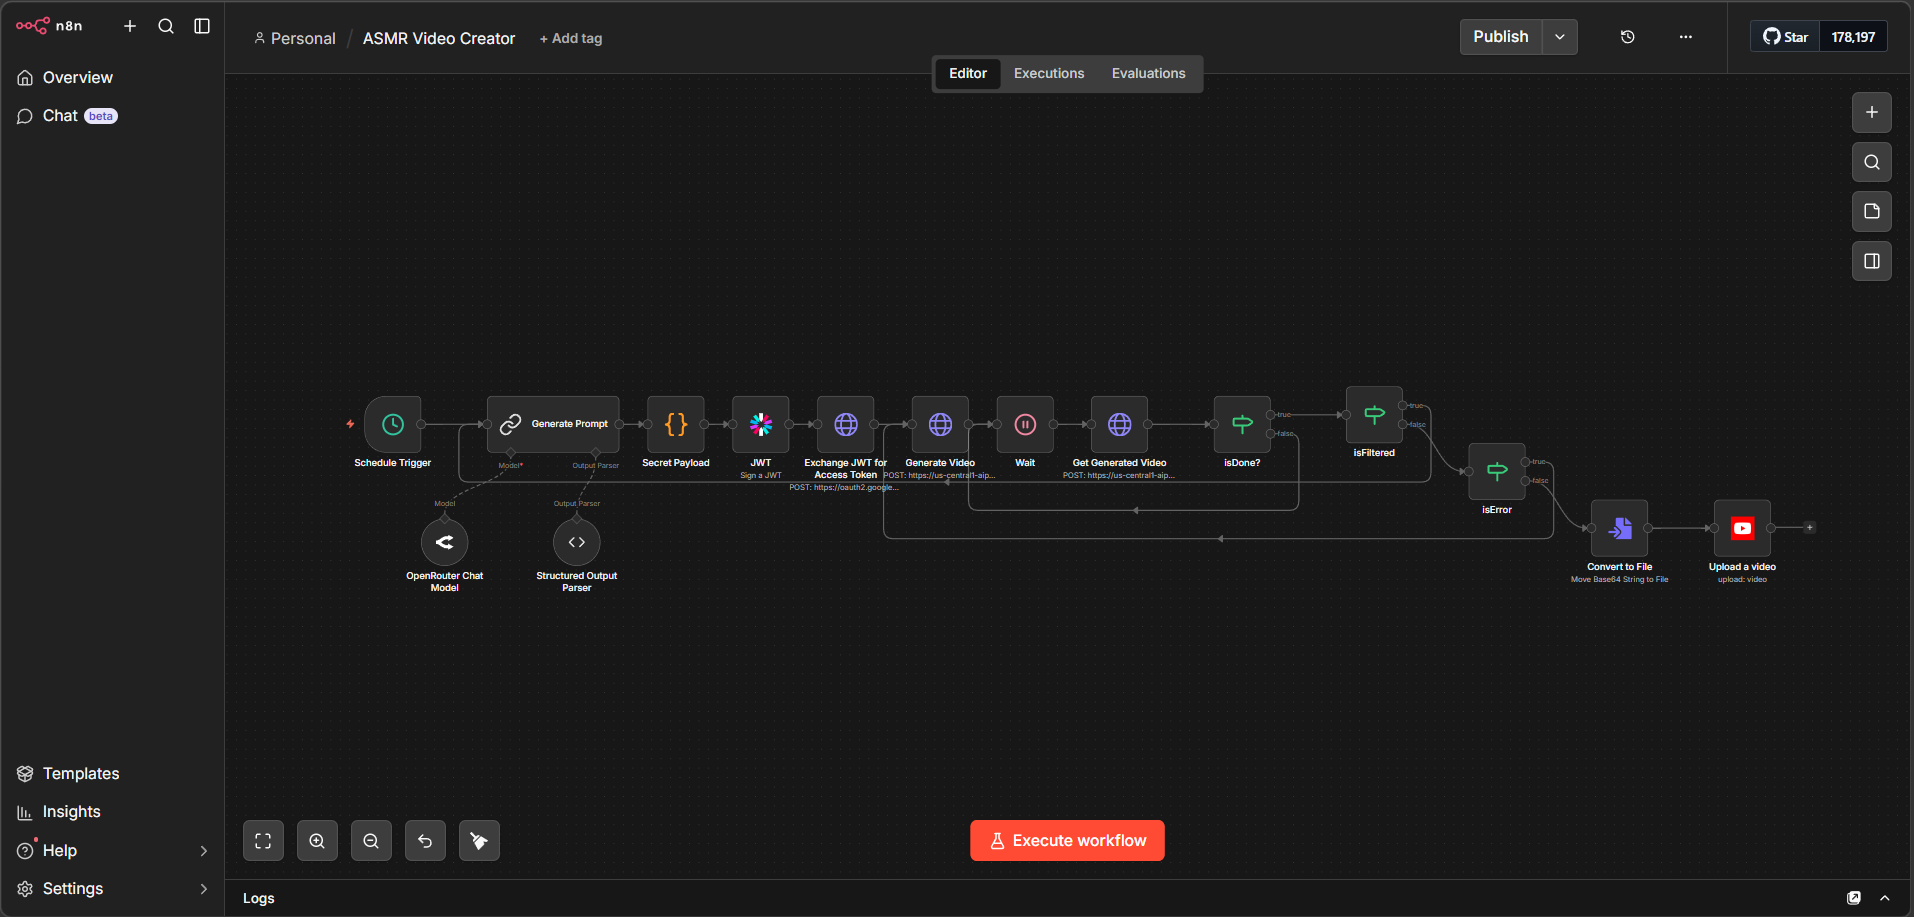 n8n
Personal / ASMR Video Creator + Add tag
Publish
Star 178,197
Editor Executions Evaluations
Overview
Chat beta
Schedule Trigger
Generate Prompt
Model*
Output Parser
Model
Output Parser
OpenRouter Chat
Model
Structured Output
Parser
Secret Payload
JWT
Sign a JWT
Exchange JWT for
Access Token
POST: https://oauth2.google...
Generate Video
POST: https://us-central1-aip...
Wait
Get Generated Video
POST: https://us-central1-aip...
isDone?
true
false
isFiltered
true
false
isError
true
false
Convert to File
Move Base64 String to File
Upload a video
upload: video
Templates
Insights
Help
Settings
Execute workflow
Logs